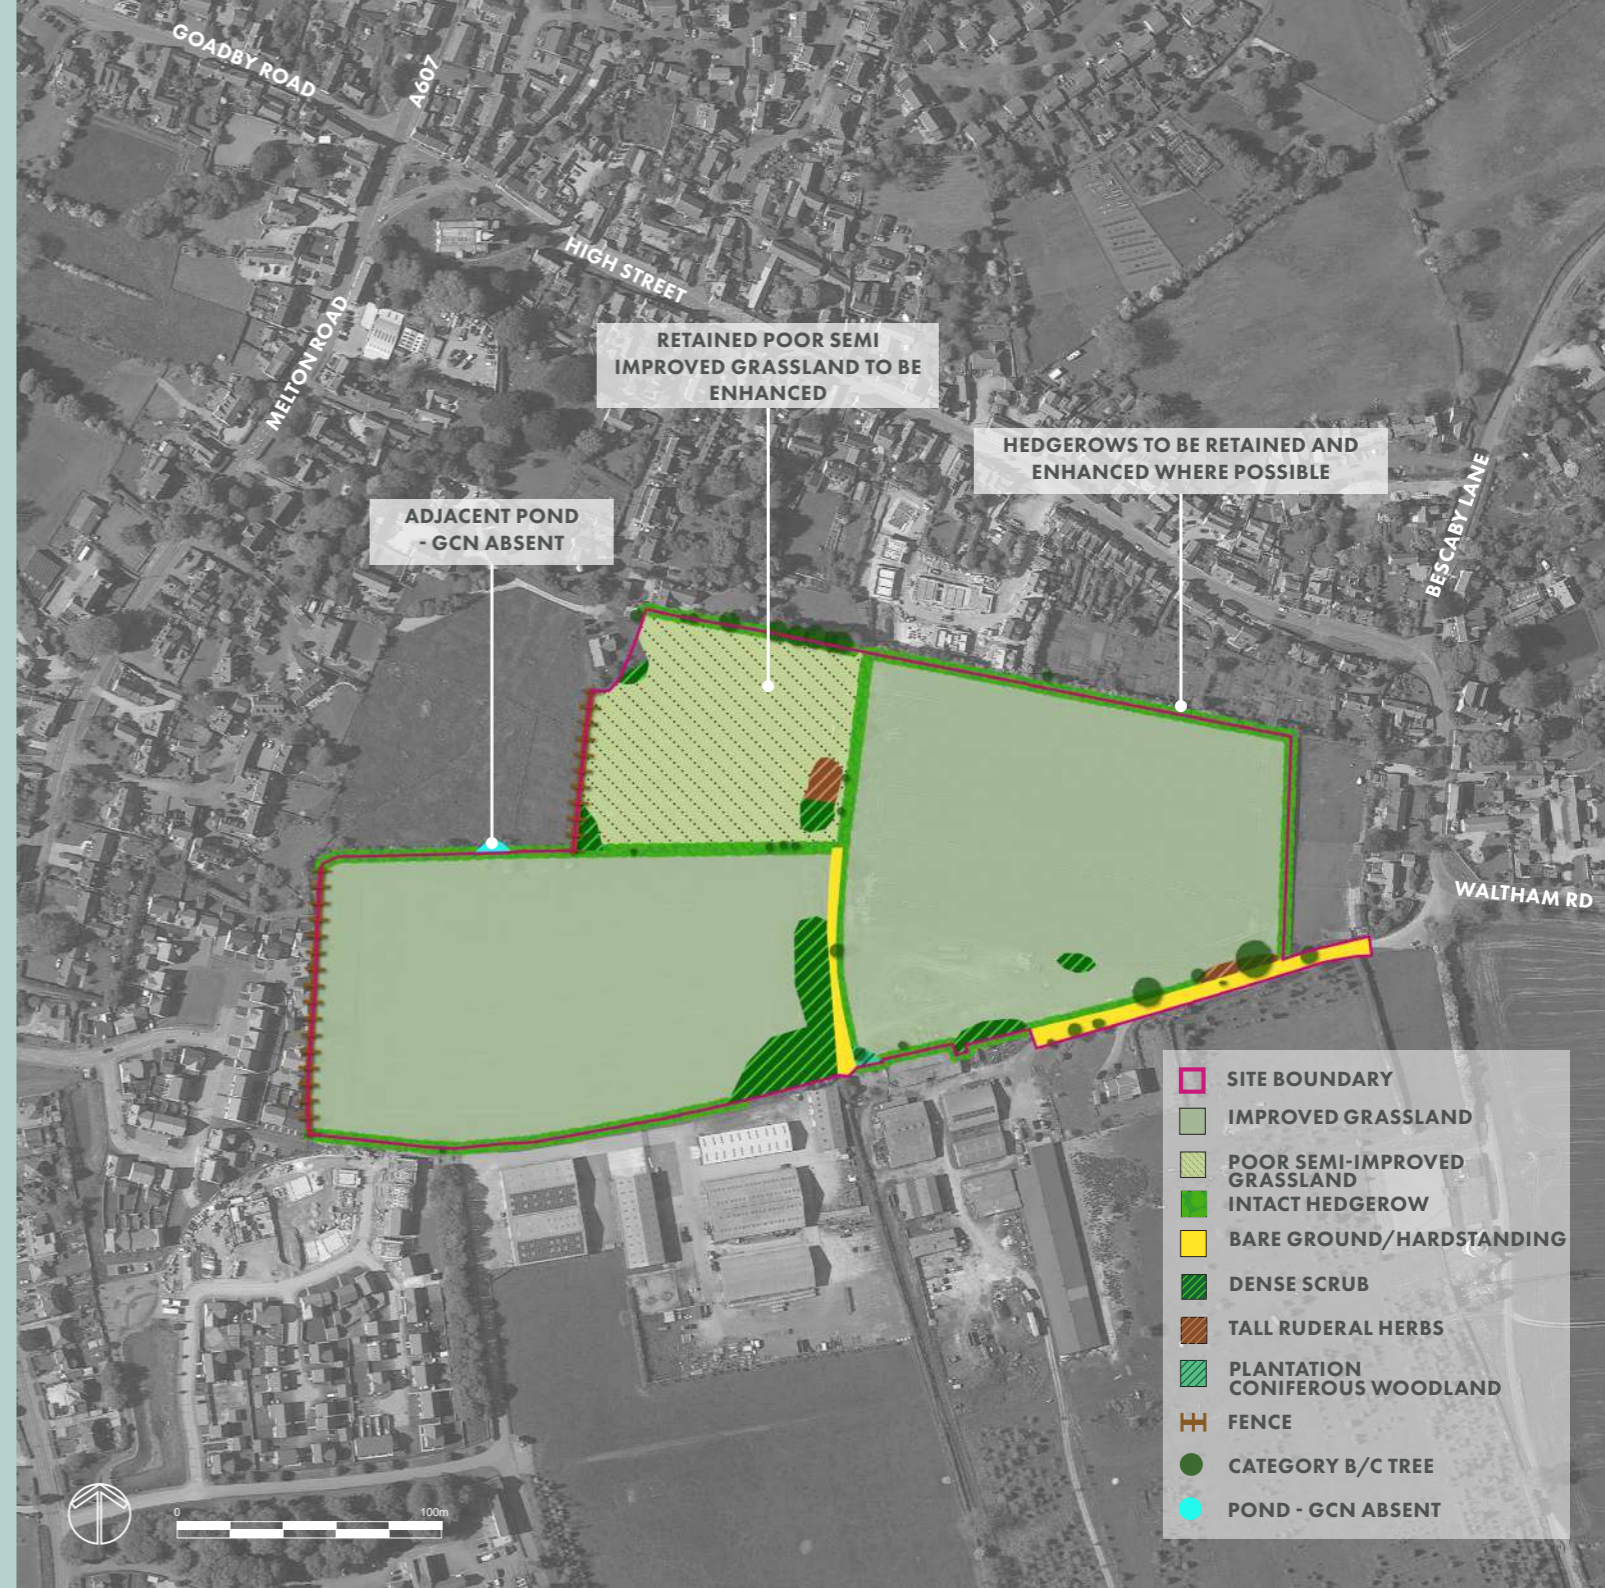 GOADBY ROAD
A607
HIGH STREET
MELTON ROAD
RETAINED POOR SEMI
IMPROVED GRASSLAND TO BE
ENHANCED
HEDGEROWS TO BE RETAINED AND
ENHANCED WHERE POSSIBLE
BESCABY LANE
ADJACENT POND
- GCN ABSENT
WALTHAM RD
SITE BOUNDARY
IMPROVED GRASSLAND
POOR SEMI-IMPROVED
GRASSLAND
INTACT HEDGEROW
BARE GROUND/HARDSTANDING
DENSE SCRUB
TALL RUDERAL HERBS
PLANTATION
CONIFEROUS WOODLAND
FENCE
CATEGORY B/C TREE
POND - GCN ABSENT
0 100m